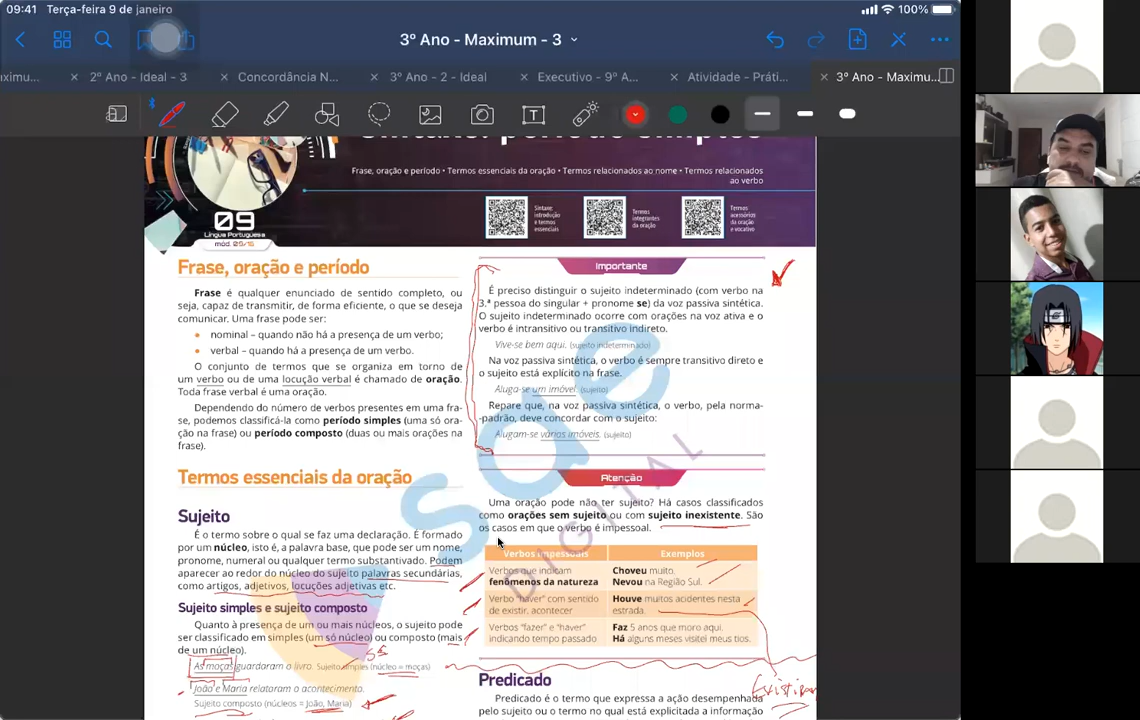 09:41 Terça-feira 9 de janeiro 100%
3º Ano - Maximum - 3
2º Ano - Ideal - 3 Concordância N... 3º Ano - 2 - Ideal Executivo - 9º A... Atividade - Práti... 3º Ano - Maximu...
Frase, oração e período • Termos essenciais da oração • Termos relacionados ao nome • Termos relacionados
ao verbo
09
Língua Portuguesa
Sintaxe:
introdução
e termos
essenciais
Termos
integrantes
da oração
Termos
acessórios
da oração
e vocativo
Frase, oração e período
Frase é qualquer enunciado de sentido completo, ou
seja, capaz de transmitir, de forma eficiente, o que se deseja
comunicar. Uma frase pode ser:
• nominal – quando não há a presença de um verbo;
• verbal – quando há a presença de um verbo.
O conjunto de termos que se organiza em torno de
um verbo ou de uma locução verbal é chamado de oração.
Toda frase verbal é uma oração.
Dependendo do número de verbos presentes em uma fra-
se, podemos classificá-la como período simples (uma só ora-
ção na frase) ou período composto (duas ou mais orações na
frase).
Termos essenciais da oração
Sujeito
É o termo sobre o qual se faz uma declaração. É formado
por um núcleo, isto é, a palavra base, que pode ser um nome,
pronome, numeral ou qualquer termo substantivado. Podem
aparecer ao redor do núcleo do sujeito palavras secundárias,
como artigos, adjetivos, locuções adjetivas etc.
Sujeito simples e sujeito composto
Quanto à presença de um ou mais núcleos, o sujeito pode
ser classificado em simples (um só núcleo) ou composto (mais
de um núcleo).
As moças guardaram o livro. Sujeito simples (núcleo = moças)
João e Maria relataram o acontecimento.
Sujeito composto (núcleos = João, Maria)
Importante
É preciso distinguir o sujeito indeterminado (com verbo na
3.ª pessoa do singular + pronome se) da voz passiva sintética.
O sujeito indeterminado ocorre com orações na voz ativa e o
verbo é intransitivo ou transitivo indireto.
Vive-se bem aqui. (sujeito indeterminado)
Na voz passiva sintética, o verbo é sempre transitivo direto e
o sujeito está explícito na frase.
Aluga-se um imóvel. (sujeito)
Repare que, na voz passiva sintética, o verbo, pela norma-
-padrão, deve concordar com o sujeito:
Alugam-se vários imóveis. (sujeito)
Atenção
Uma oração pode não ter sujeito? Há casos classificados
como orações sem sujeito ou com sujeito inexistente. São
os casos em que o verbo é impessoal.
Verbos impessoais Exemplos
Verbos que indicam
fenômenos da natureza
Choveu muito.
Nevou na Região Sul.
Verbo "haver" com sentido
de existir, acontecer
Houve muitos acidentes nesta
estrada.
Verbos "fazer" e "haver"
indicando tempo passado
Faz 5 anos que moro aqui.
Há alguns meses visitei meus tios.
Predicado
Predicado é o termo que expressa a ação desempenhada
pelo sujeito ou o termo no qual está explicitada a informação
sae
DIGITAL